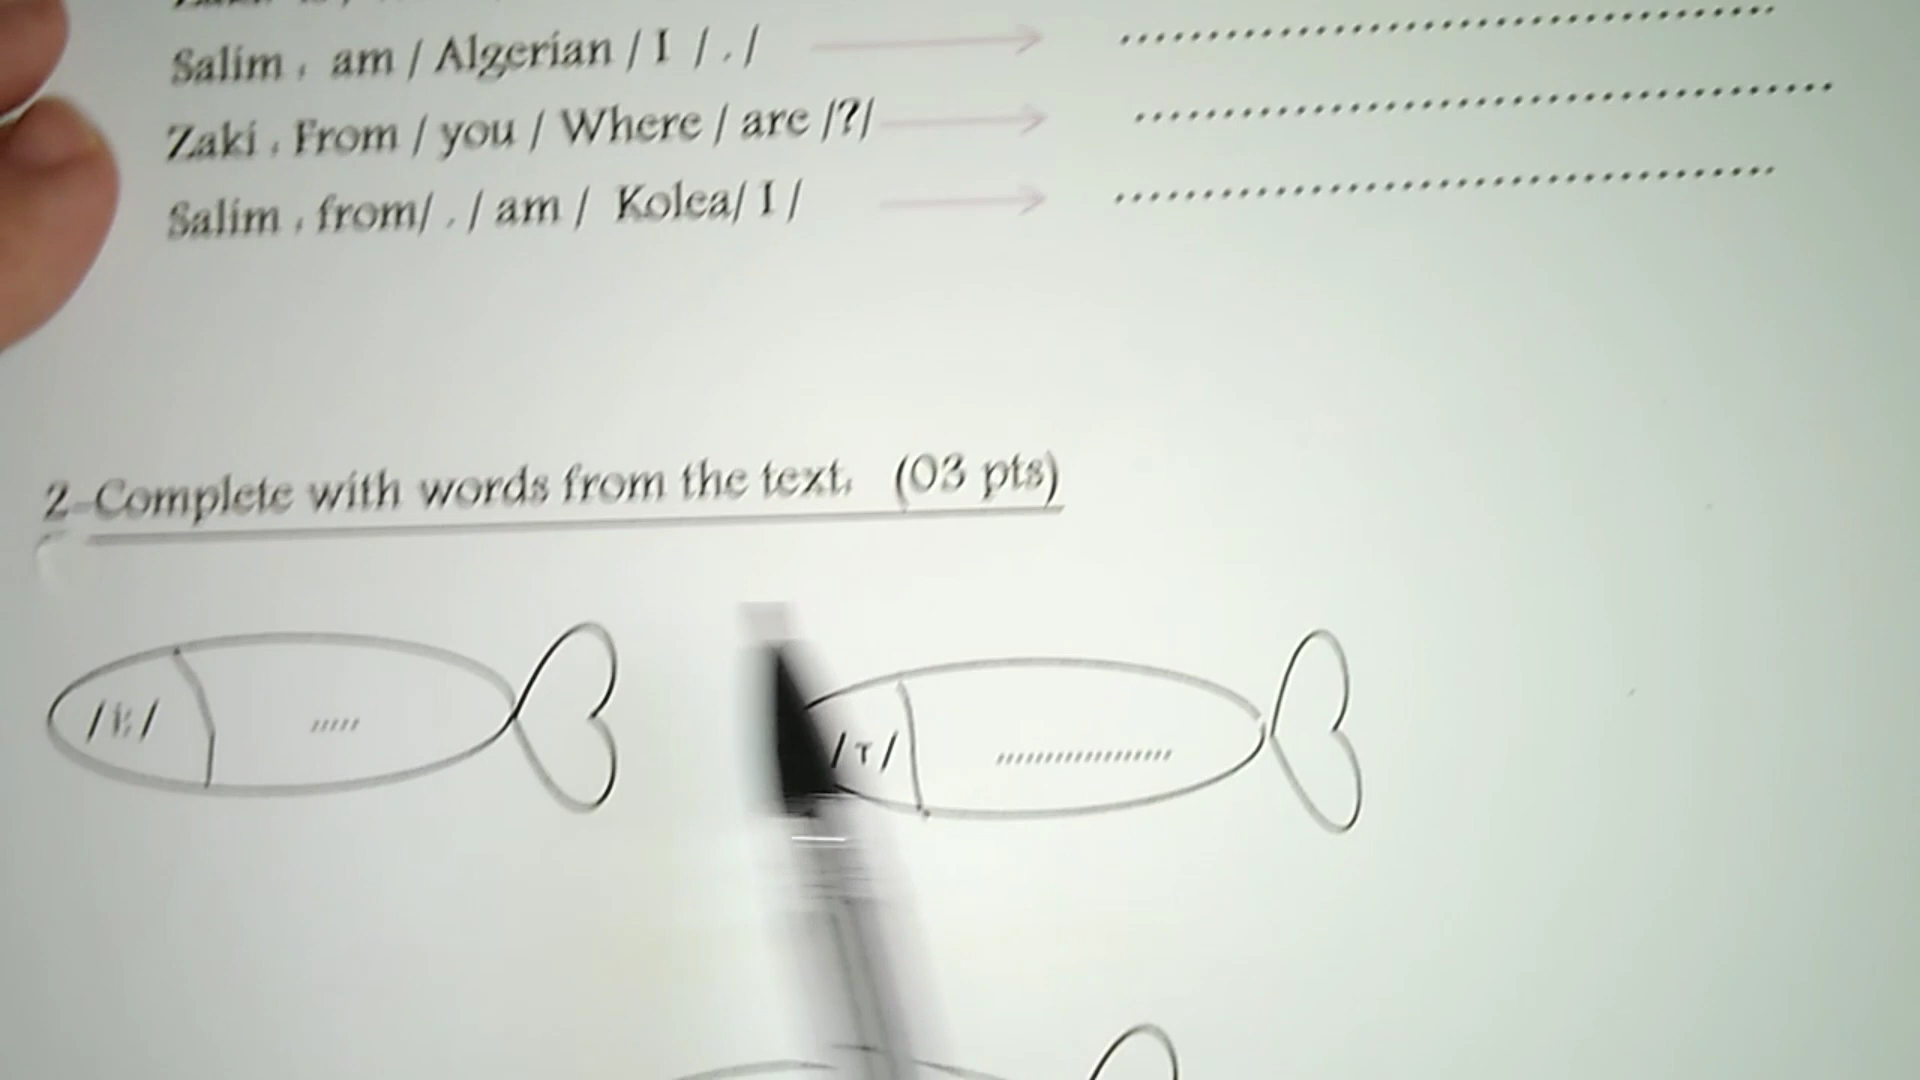 Salim : am / Algerian / I / . / ........................................
Zaki : From / you / Where / are /?/ ........................................
Salim : from/ . / am / Kolea/ I / ........................................
2-Complete with words from the text. (03 pts)
/i:/ ..... /ɪ/ .................